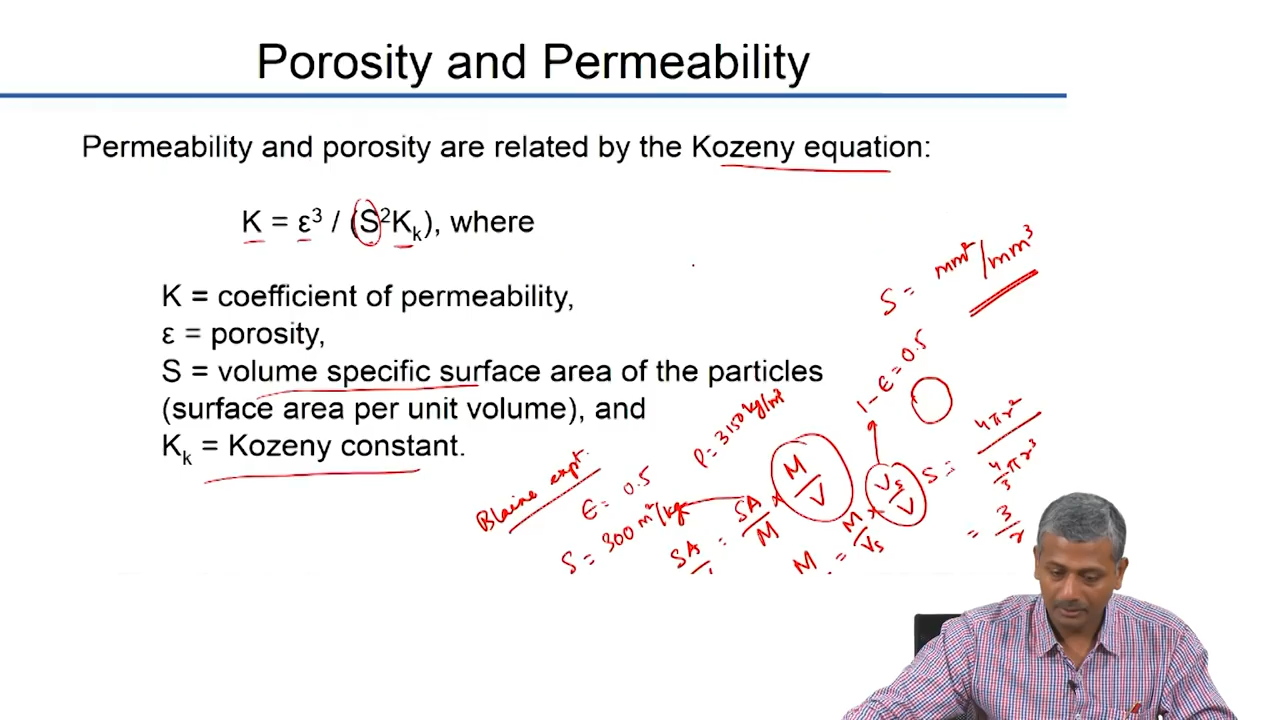 Porosity and Permeability
Permeability and porosity are related by the Kozeny equation:
K = ε³ / (S²Kₖ), where
K = coefficient of permeability,
ε = porosity,
S = volume specific surface area of the particles
(surface area per unit volume), and
Kₖ = Kozeny constant.
S = mm²/mm³
1 - ε = 0.5
ρ = 3150 kg/m³
Blaine expt.
ε = 0.5
S = 300 m²/kg
SA/ = SA/M × M/V
M = M/Vs × Vs/V
S = 4πr²
4/3 πr³
= 3/r